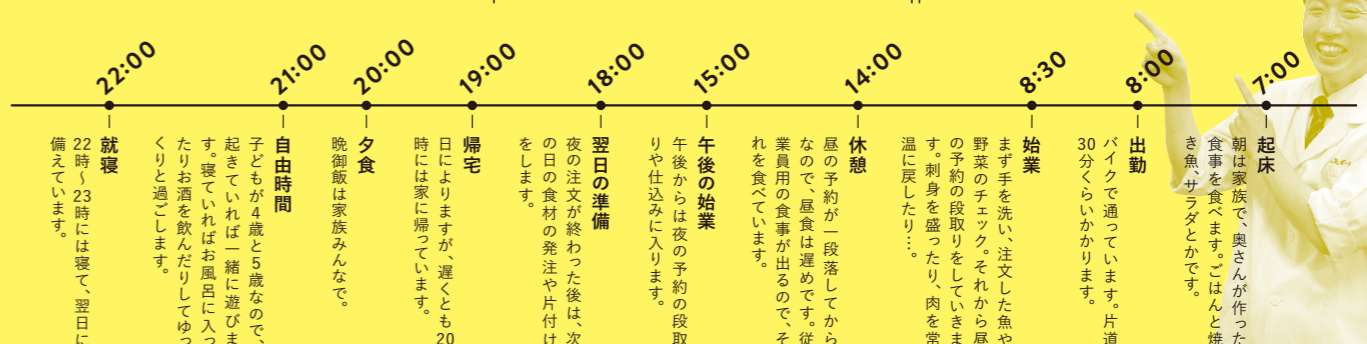 7:00
起床
朝は家族で、奥さんが作った
食事を食べます。ごはんと焼
き魚、サラダとかです。
8:00
出勤
バイクで通っています。片道
30分くらいかかります。
8:30
始業
まず手を洗い、注文した魚や
野菜のチェック。それから昼
の予約の段取りをしていきま
す。刺身を盛ったり、肉を常
温に戻したり…。
14:00
休憩
昼の予約が一段落してから
なので、昼食は遅めです。従
業員用の食事が出るので、そ
れを食べています。
15:00
午後の始業
午後からは夜の予約の段取
りや仕込みに入ります。
18:00
翌日の準備
夜の注文が終わった後は、次
の日の食材の発注や片付け
をします。
19:00
帰宅
日によりますが、遅くとも20
時には家に帰っています。
20:00
夕食
晩御飯は家族みんなで。
21:00
自由時間
子どもが4歳と5歳なので、
起きていれば一緒に遊びま
す。寝ていればお風呂に入っ
たりお酒を飲んだりしてゆっ
くりと過ごします。
22:00
就寝
22時〜23時には寝て、翌日に
備えています。